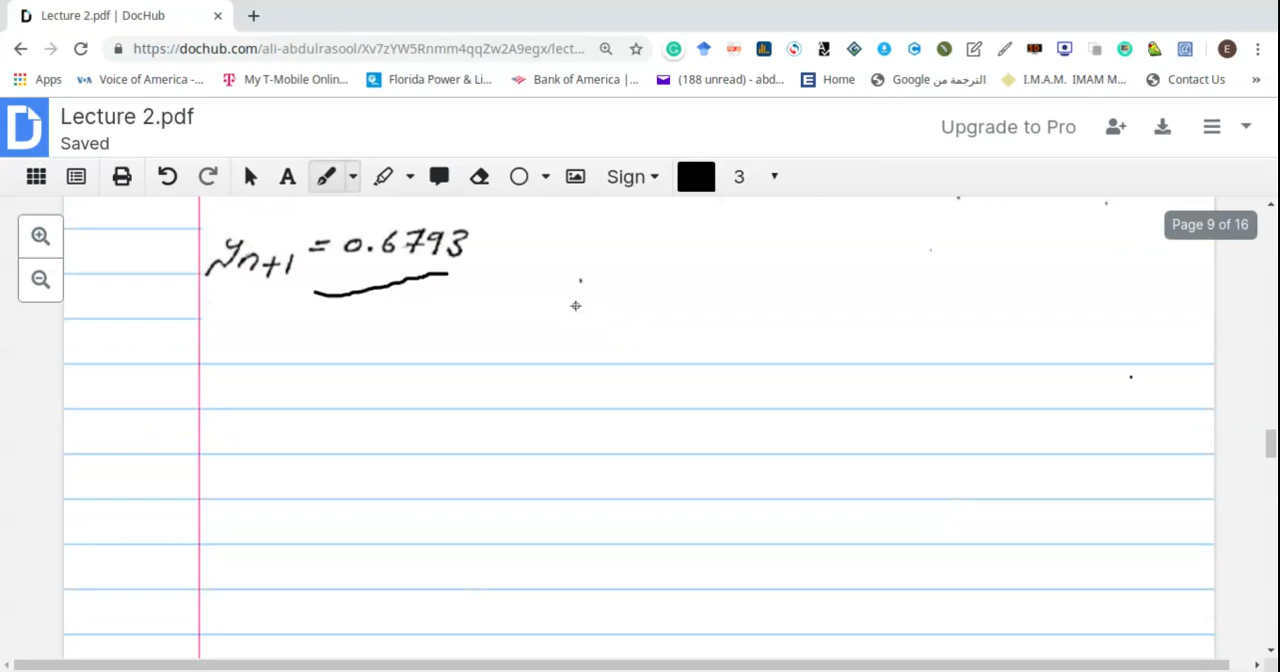 Lecture 2.pdf | DocHub
https://dochub.com/ali-abdulrasool/Xv7zYW5Rnmm4qqZw2A9egx/lect...
E
Apps
Voice of America -...
My T-Mobile Onlin...
Florida Power & Li...
Bank of America |...
(188 unread) - abd...
Home
الترجمة من Google
I.M.A.M. IMAM M...
Contact Us
»
Lecture 2.pdf
Saved
Upgrade to Pro
A
Sign
3
Page 9 of 16
yn+1 = 0.6793